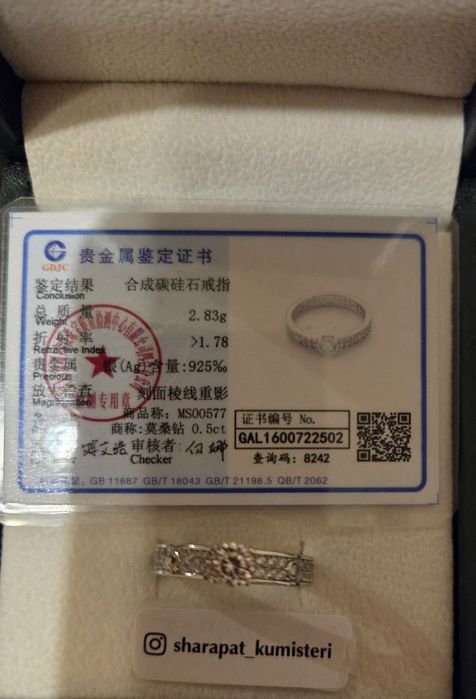 GDJC
贵金属鉴定证书
鉴定结果 合成碳硅石戒指
Conclusion
总质量 2.83g
Weight
折射率 >1.78
Refractive Index
贵金属 银(Ag)含量:925‰
Precious
放大检查 刻面棱线重影
Magnification
商品名称: MS00577
商称: 莫桑钻 0.5ct
审核者:
Checker
证书编号 No.
GAL1600722502
查询码: 8242
专用章
GB 11887 GB/T 18043 GB/T 21198.5 QB/T 2062
sharapat_kumisteri